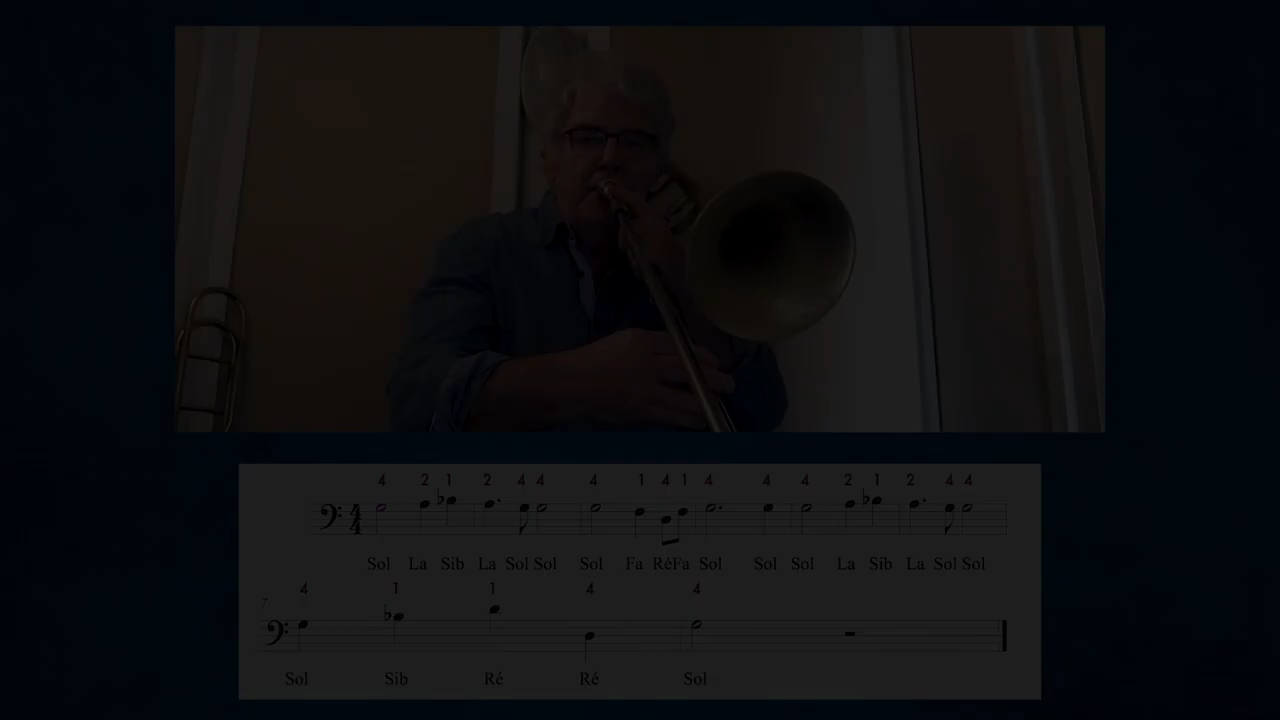 4 2 1 2 4 4 4 1 4 1 4 4 4 2 1 2 4 4
Sol La Sib La Sol Sol Sol Fa RéFa Sol Sol Sol La Sib La Sol Sol
4 1 1 4 4
7
Sol Sib Ré Ré Sol